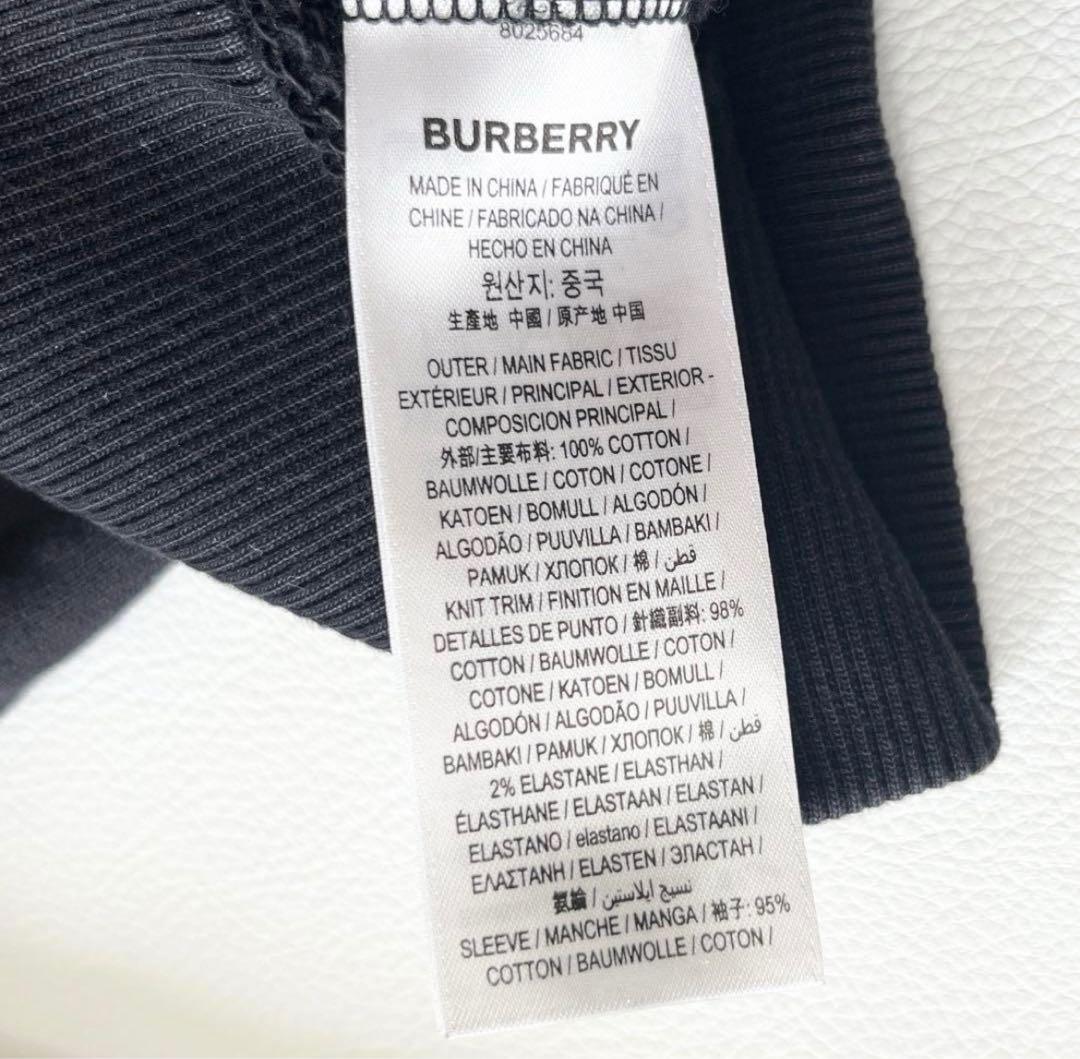 8025684
BURBERRY
MADE IN CHINA / FABRIQUÉ EN
CHINE / FABRICADO NA CHINA /
HECHO EN CHINA
원산지: 중국
生產地 中國 / 原产地 中国
OUTER / MAIN FABRIC / TISSU
EXTÉRIEUR / PRINCIPAL / EXTERIOR -
COMPOSICION PRINCIPAL /
外部/主要布料: 100% COTTON /
BAUMWOLLE / COTON / COTONE /
KATOEN / BOMULL / ALGODÓN /
ALGODÃO / PUUVILLA / BAMBAKI /
PAMUK / ХЛОПОК / 棉 / قطن /
KNIT TRIM / FINITION EN MAILLE /
DETALLES DE PUNTO / 針織副料: 98%
COTTON / BAUMWOLLE / COTON /
COTONE / KATOEN / BOMULL /
ALGODÓN / ALGODÃO / PUUVILLA /
BAMBAKI / PAMUK / ХЛОПОК / 棉 / قطن /
2% ELASTANE / ELASTHAN /
ÉLASTHANE / ELASTAAN / ELASTAN /
ELASTANO / elastano / ELASTAANI /
ΕΛΑΣΤΑΝΗ / ELASTEN / ЭЛАСТАН /
氨綸 / نسيج ايلاستين /
SLEEVE / MANCHE / MANGA / 袖子: 95%
COTTON / BAUMWOLLE / COTON /